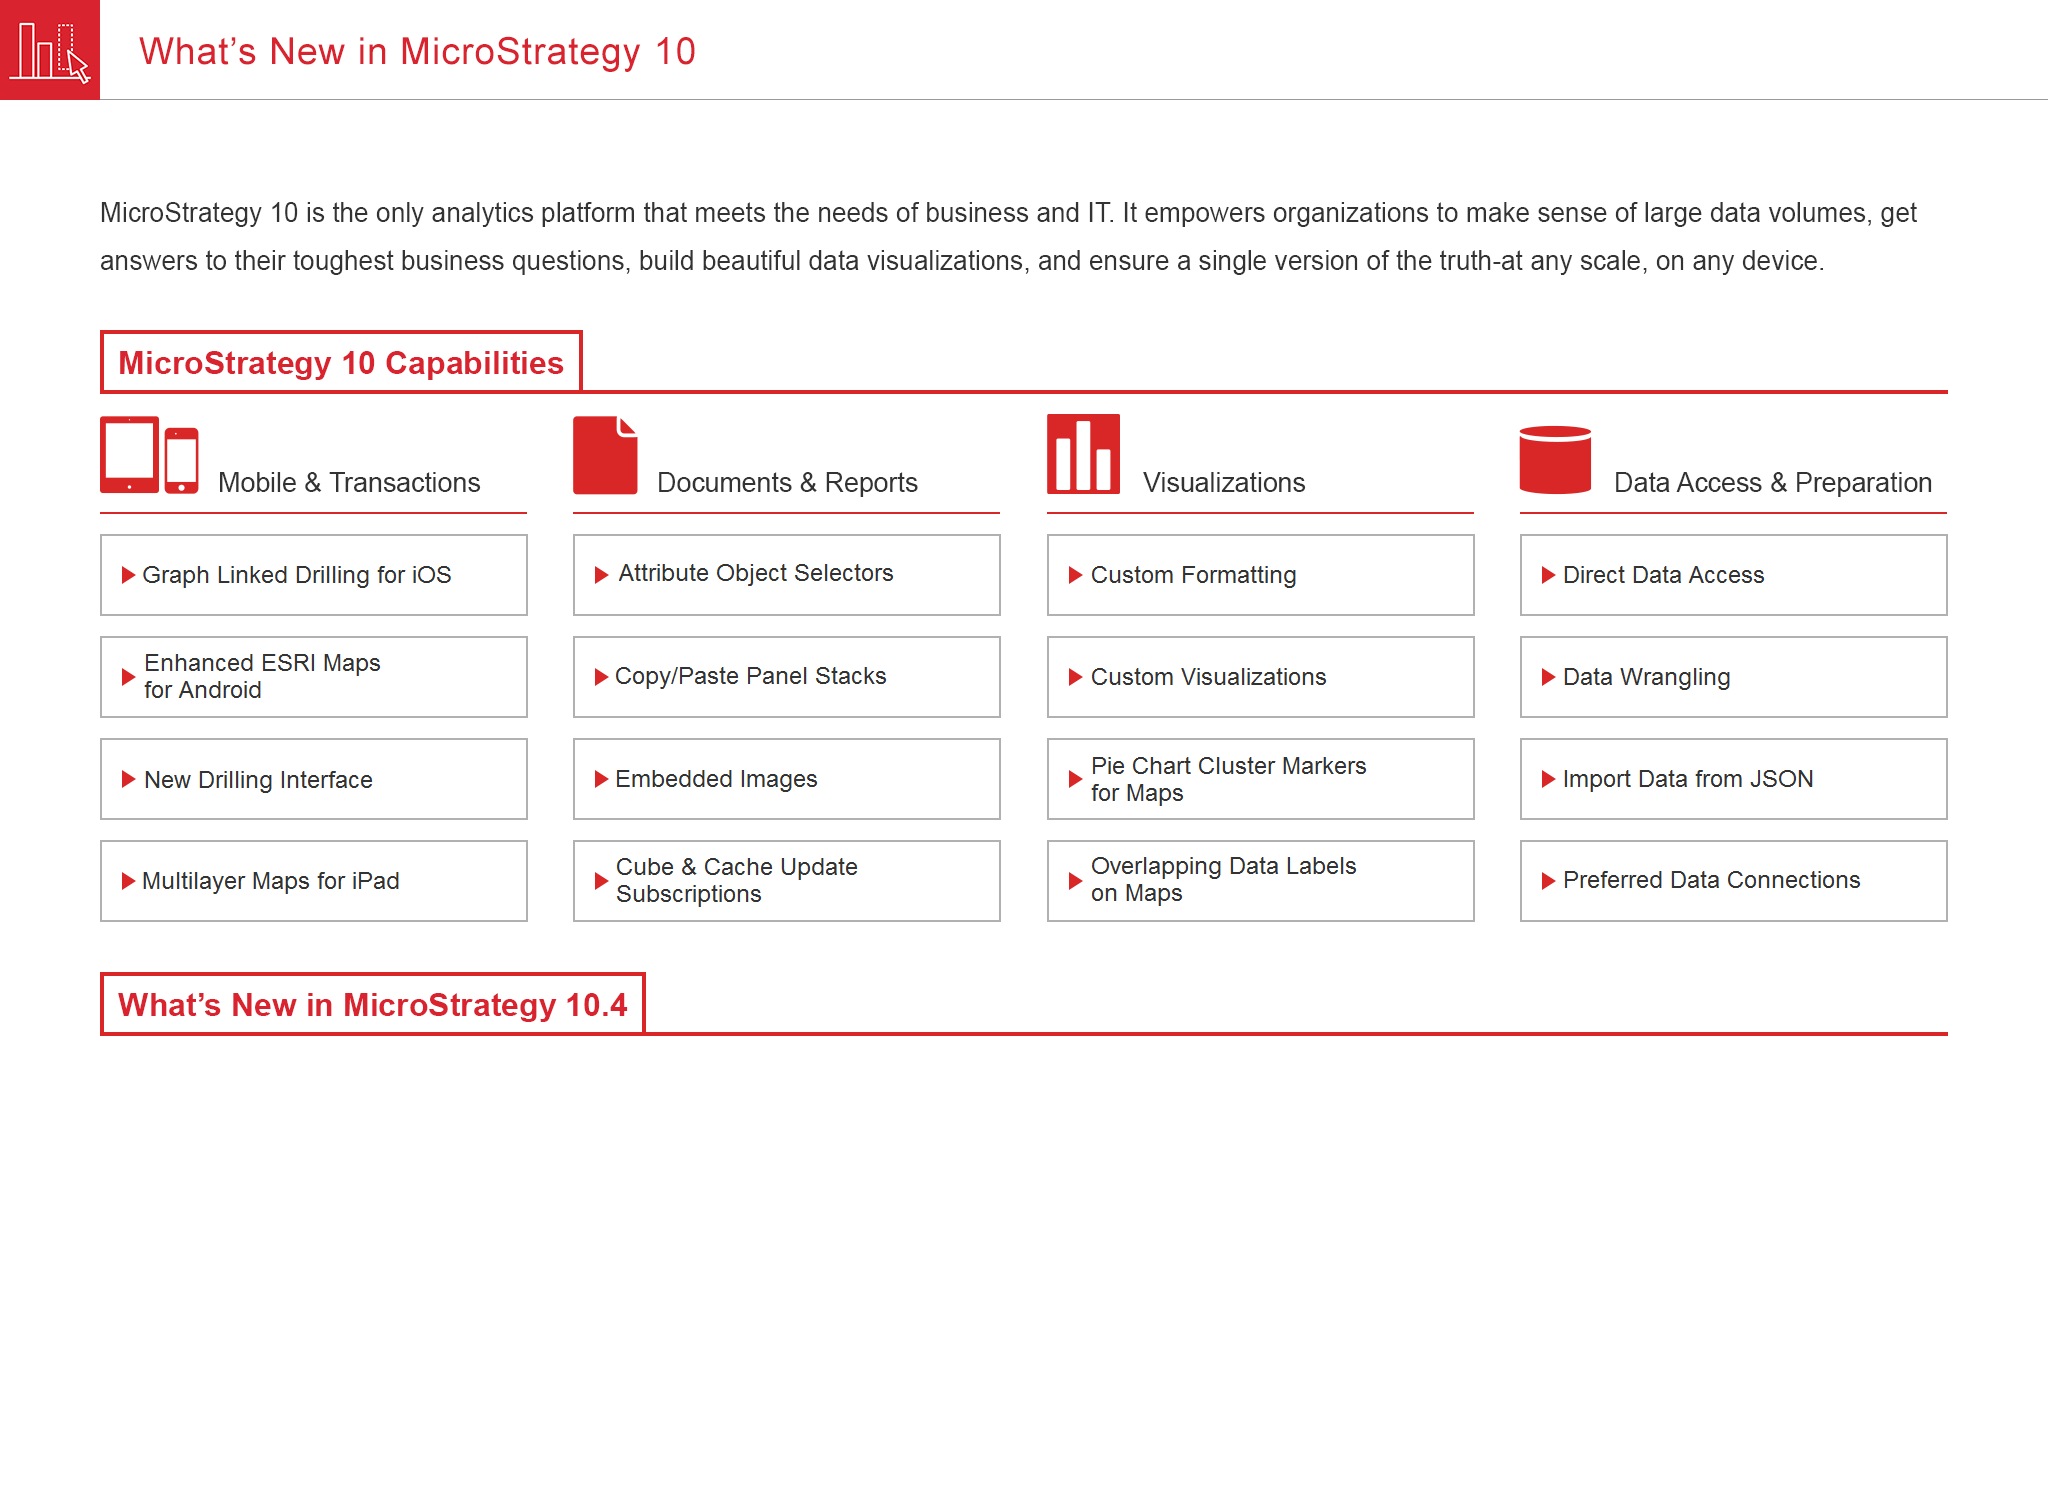 What’s New in MicroStrategy 10
MicroStrategy 10 is the only analytics platform that meets the needs of business and IT. It empowers organizations to make sense of large data volumes, get
answers to their toughest business questions, build beautiful data visualizations, and ensure a single version of the truth-at any scale, on any device.
MicroStrategy 10 Capabilities
Mobile & Transactions
Graph Linked Drilling for iOS
Enhanced ESRI Maps
for Android
New Drilling Interface
Multilayer Maps for iPad
Documents & Reports
Attribute Object Selectors
Copy/Paste Panel Stacks
Embedded Images
Cube & Cache Update
Subscriptions
Visualizations
Custom Formatting
Custom Visualizations
Pie Chart Cluster Markers
for Maps
Overlapping Data Labels
on Maps
Data Access & Preparation
Direct Data Access
Data Wrangling
Import Data from JSON
Preferred Data Connections
What’s New in MicroStrategy 10.4